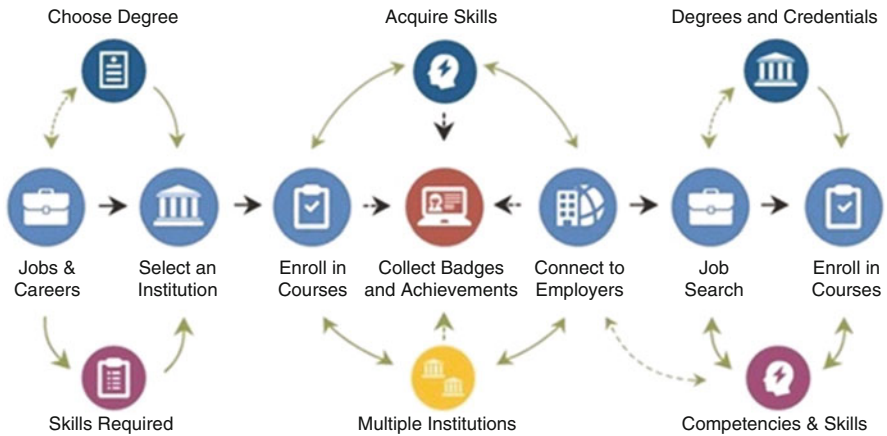 Choose Degree
Acquire Skills
Degrees and Credentials
Jobs &
Careers
Select an
Institution
Enroll in
Courses
Collect Badges
and Achievements
Connect to
Employers
Job
Search
Enroll in
Courses
Skills Required
Multiple Institutions
Competencies & Skills